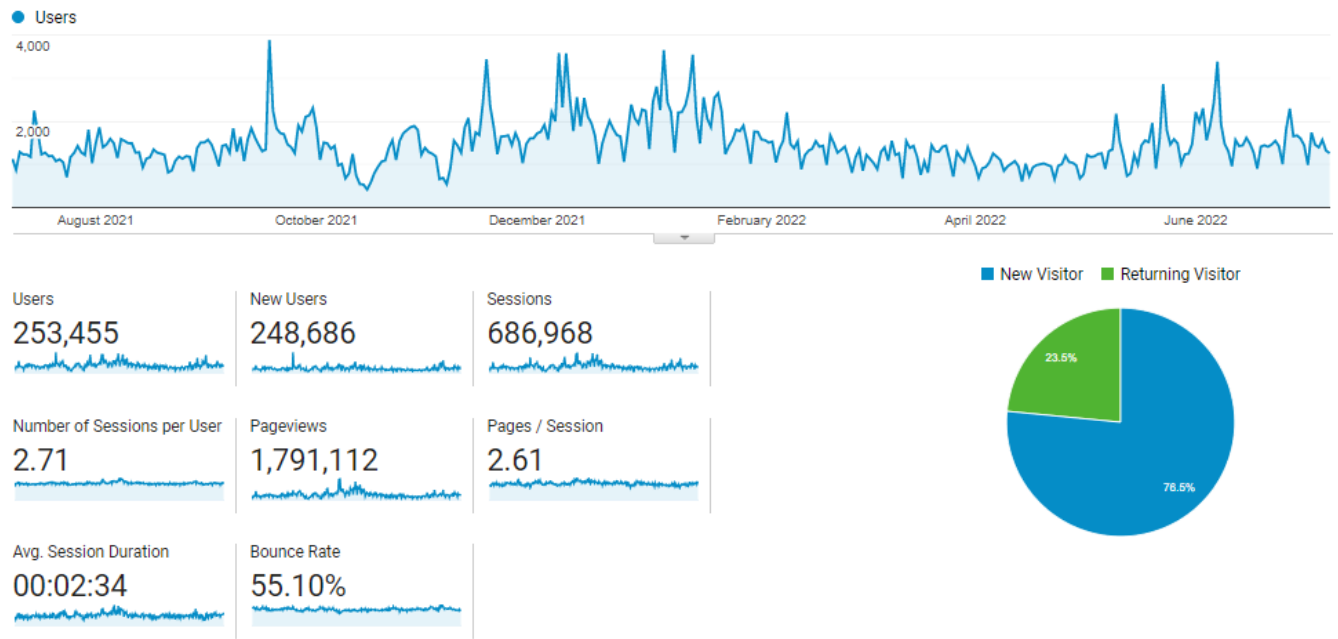 Users
4,000
2,000
August 2021 October 2021 December 2021 February 2022 April 2022 June 2022
New Visitor Returning Visitor
Users New Users Sessions
253,455 248,686 686,968
23.5%
Number of Sessions per User Pageviews Pages / Session
2.71 1,791,112 2.61
76.5%
Avg. Session Duration Bounce Rate
00:02:34 55.10%